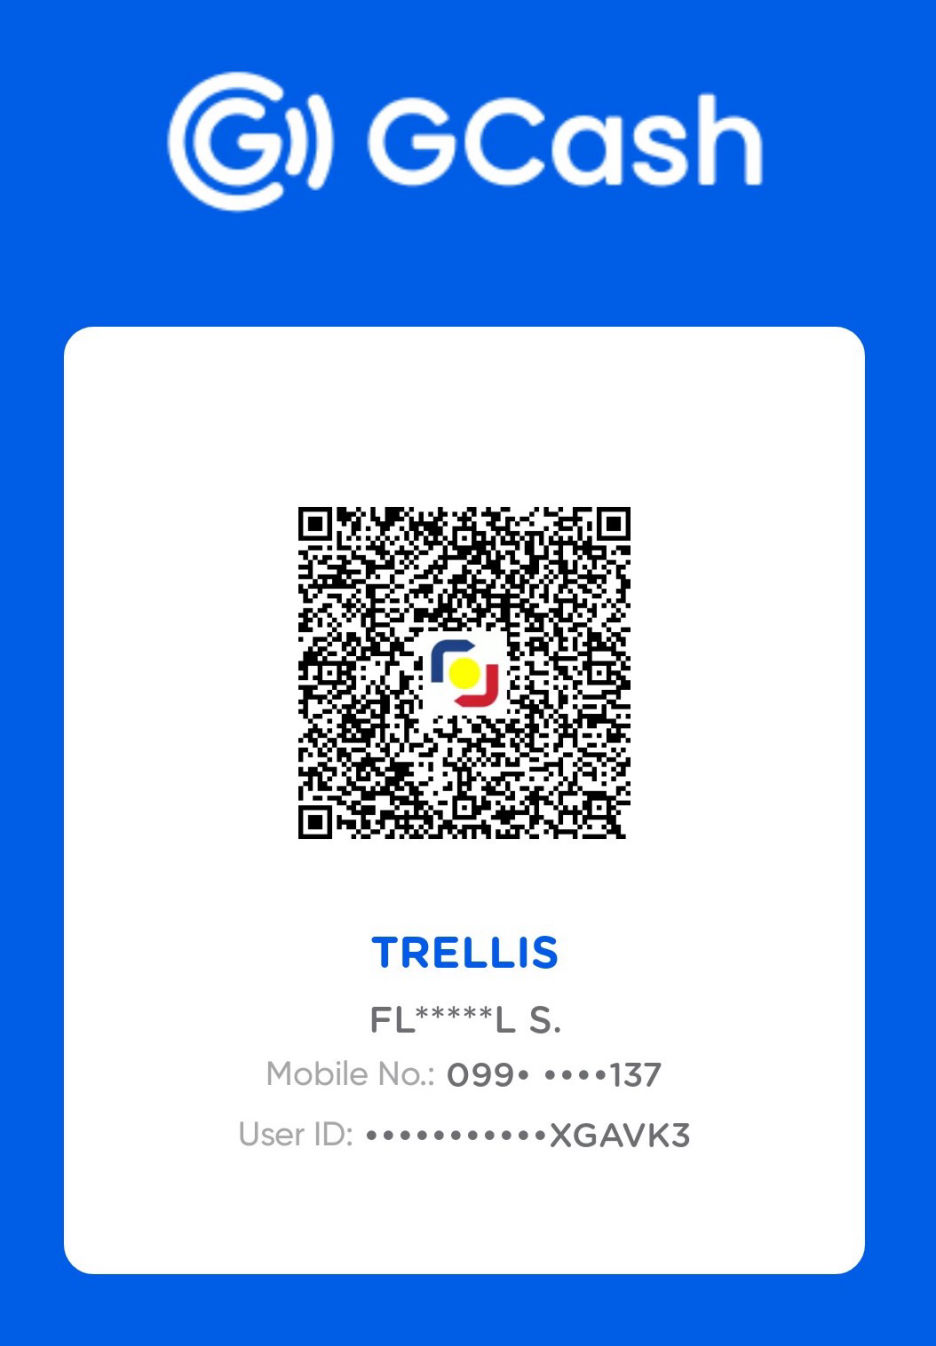 GCash
TRELLIS
FL*****L S.
Mobile No.: 099• ••••137
User ID: •••••••••••XGAVK3